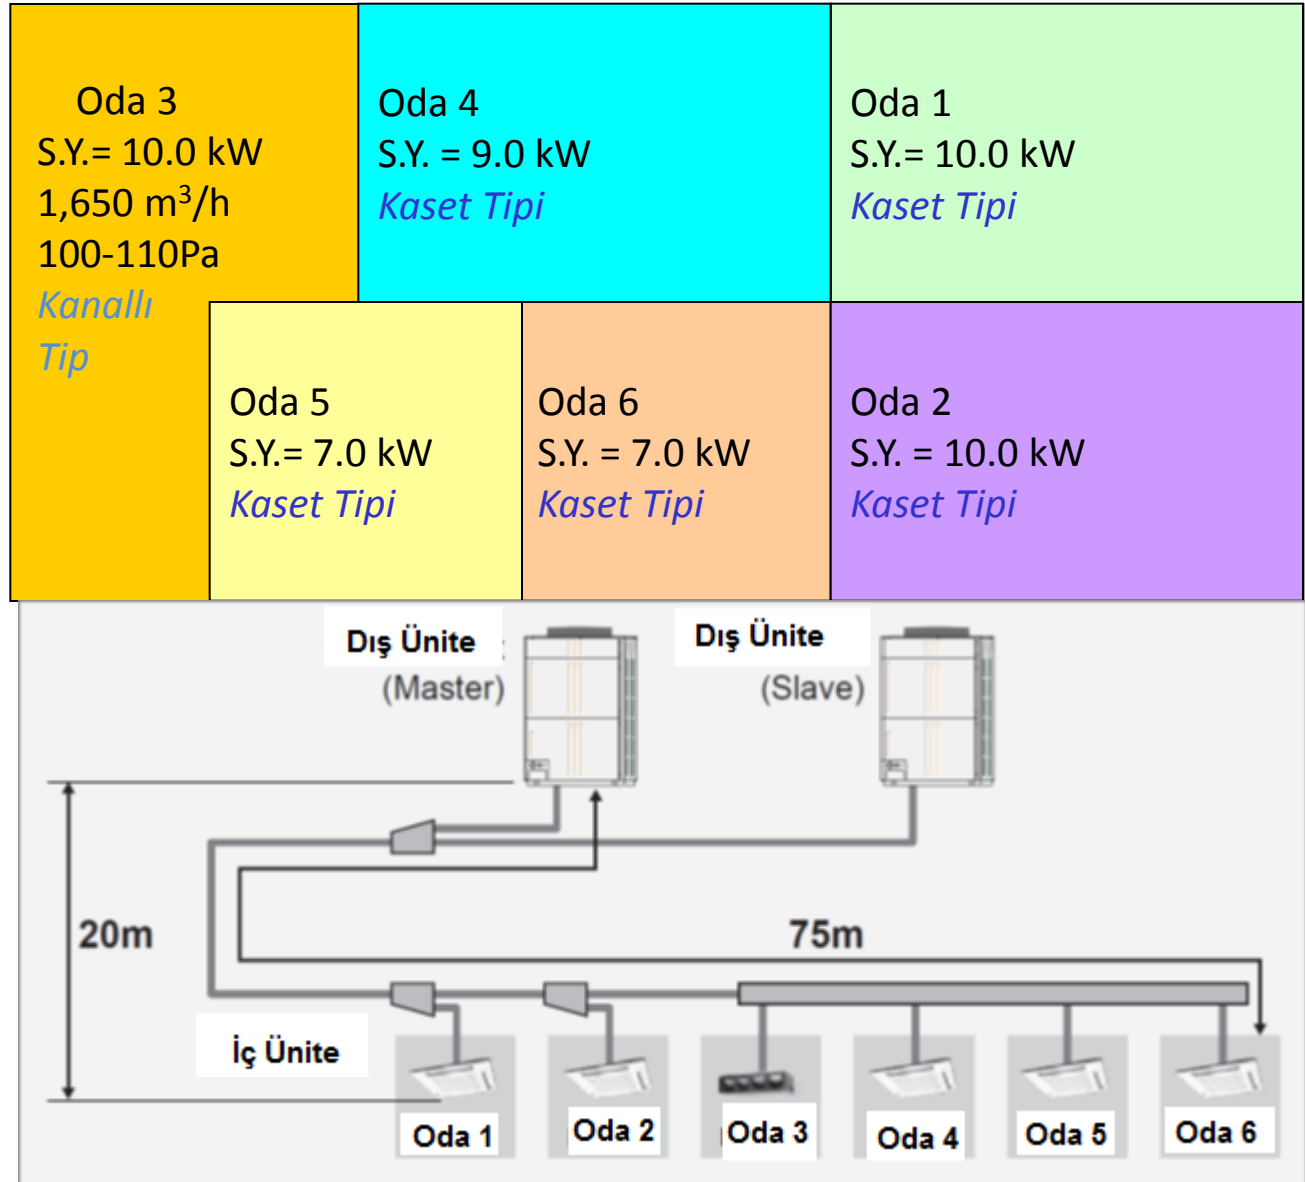 Oda 3
S.Y.= 10.0 kW
1,650 m³/h
100-110Pa
Kanallı
Tip
Oda 4
S.Y. = 9.0 kW
Kaset Tipi
Oda 1
S.Y.= 10.0 kW
Kaset Tipi
Oda 5
S.Y.= 7.0 kW
Kaset Tipi
Oda 6
S.Y. = 7.0 kW
Kaset Tipi
Oda 2
S.Y. = 10.0 kW
Kaset Tipi
Dış Ünite
(Master)
Dış Ünite
(Slave)
20m
75m
İç Ünite
Oda 1
Oda 2
Oda 3
Oda 4
Oda 5
Oda 6